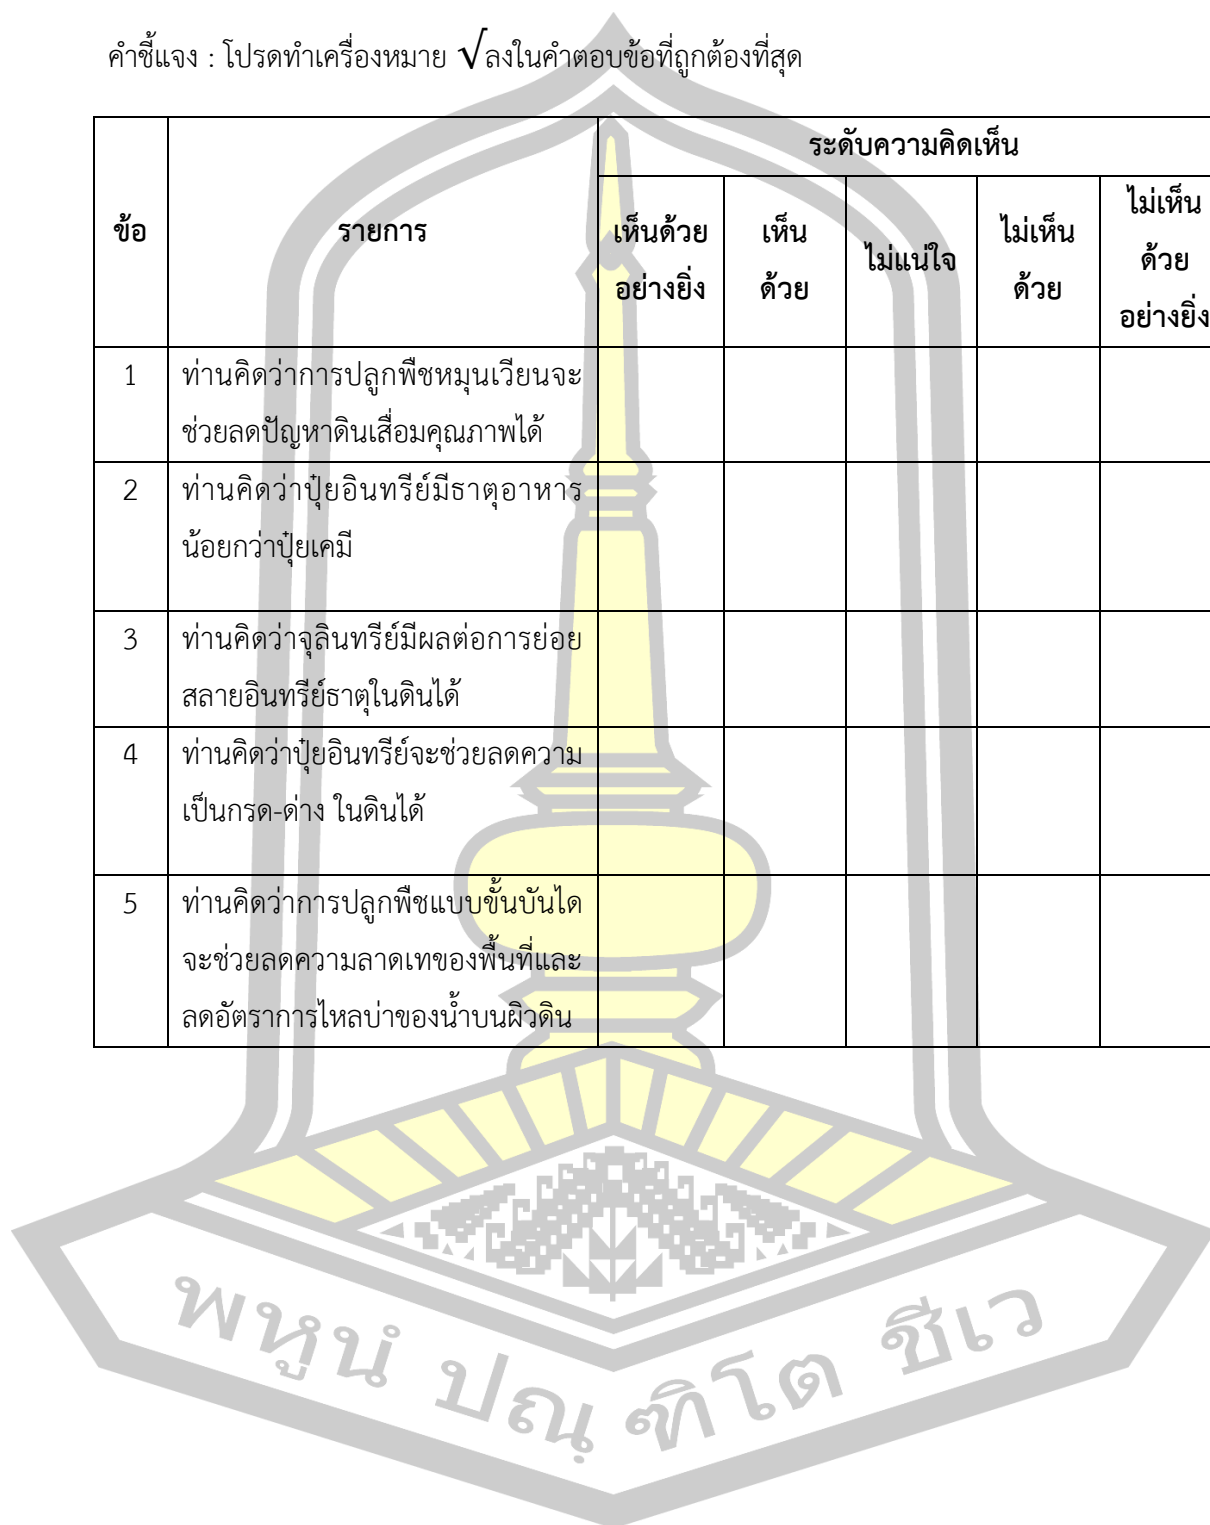 คำชี้แจง : โปรดทำเครื่องหมาย √ ลงในคำตอบข้อที่ถูกต้องที่สุด
ข้อ
รายการ
ระดับความคิดเห็น
เห็นด้วย
อย่างยิ่ง
เห็น
ด้วย
ไม่แน่ใจ
ไม่เห็น
ด้วย
ไม่เห็น
ด้วย
อย่างยิ่ง
1
ท่านคิดว่าการปลูกพืชหมุนเวียนจะ
ช่วยลดปัญหาดินเสื่อมคุณภาพได้
2
ท่านคิดว่าปุ๋ยอินทรีย์มีธาตุอาหาร
น้อยกว่าปุ๋ยเคมี
3
ท่านคิดว่าจุลินทรีย์มีผลต่อการย่อย
สลายอินทรีย์ธาตุในดินได้
4
ท่านคิดว่าปุ๋ยอินทรีย์จะช่วยลดความ
เป็นกรด-ด่าง ในดินได้
5
ท่านคิดว่าการปลูกพืชแบบขั้นบันได
จะช่วยลดความลาดเทของพื้นที่และ
ลดอัตราการไหลบ่าของน้ำบนผิวดิน
พหูนํ ปณฺฑิโต ชีเว